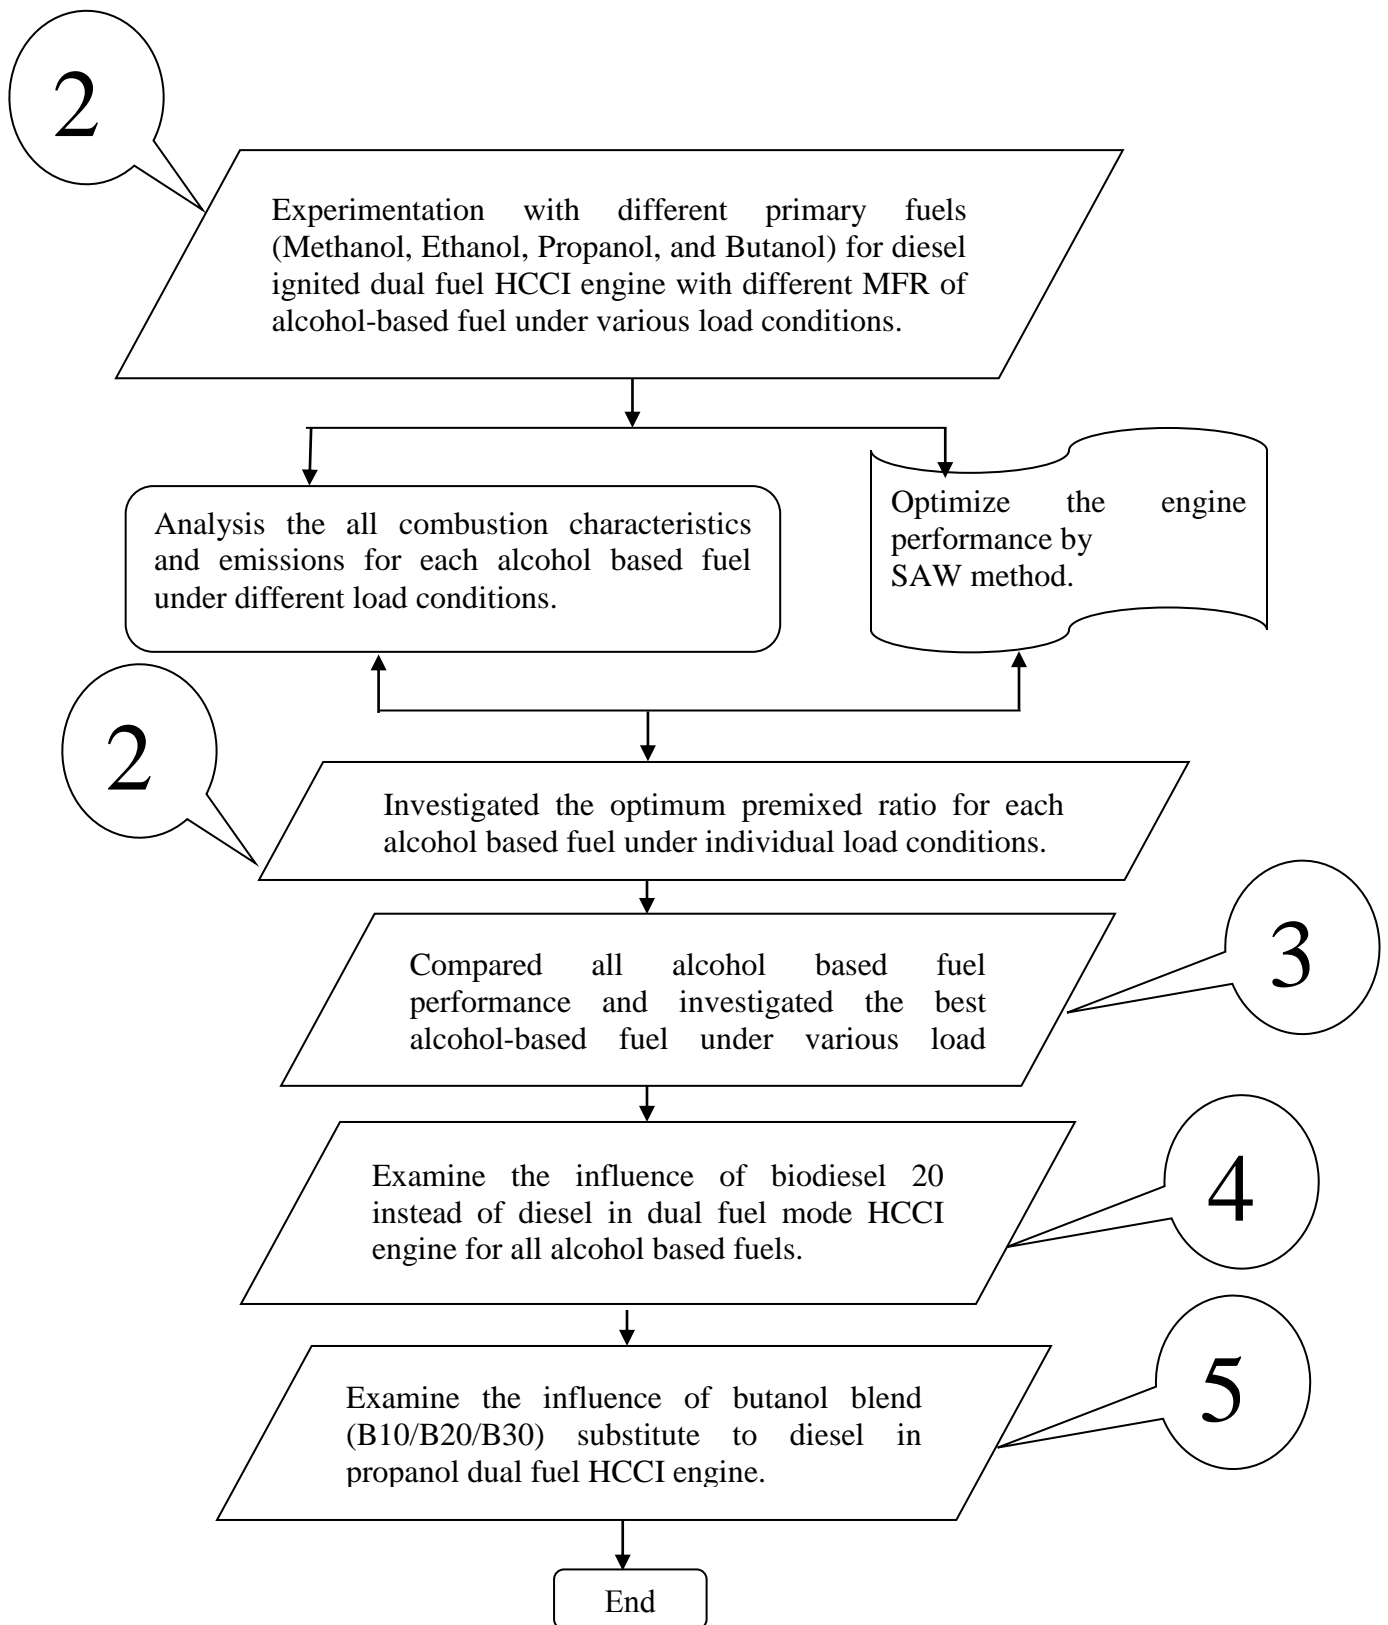 2
Experimentation with different primary fuels
(Methanol, Ethanol, Propanol, and Butanol) for diesel
ignited dual fuel HCCI engine with different MFR of
alcohol-based fuel under various load conditions.
Analysis the all combustion characteristics
and emissions for each alcohol based fuel
under different load conditions.
Optimize the engine
performance by
SAW method.
2
Investigated the optimum premixed ratio for each
alcohol based fuel under individual load conditions.
3
Compared all alcohol based fuel
performance and investigated the best
alcohol-based fuel under various load
4
Examine the influence of biodiesel 20
instead of diesel in dual fuel mode HCCI
engine for all alcohol based fuels.
5
Examine the influence of butanol blend
(B10/B20/B30) substitute to diesel in
propanol dual fuel HCCI engine.
End